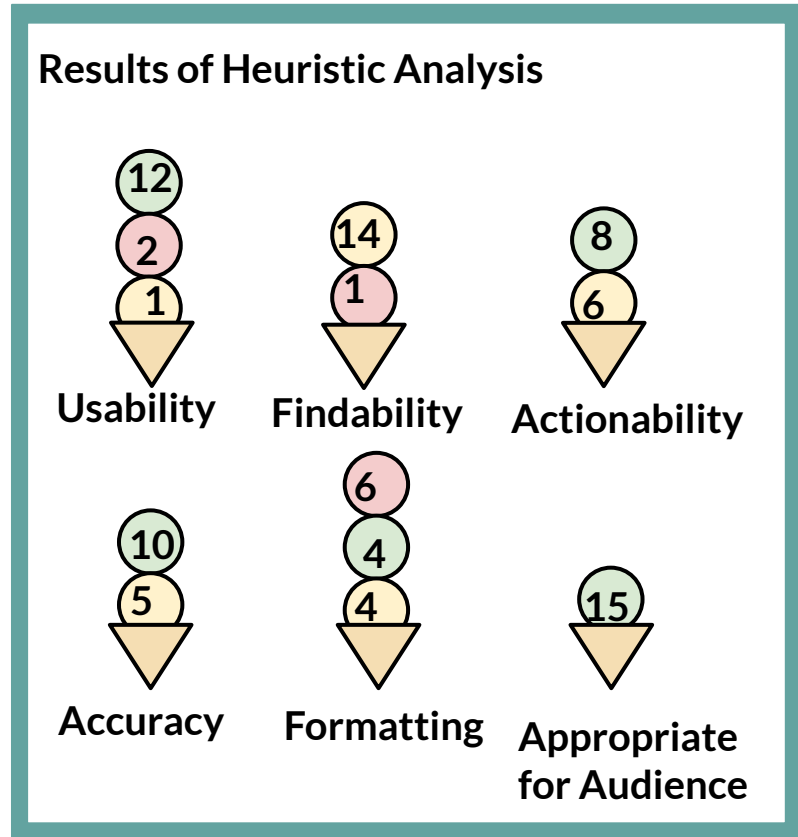 Results of Heuristic Analysis
12
2
1
Usability
14
1
Findability
8
6
Actionability
10
5
Accuracy
6
4
4
Formatting
15
Appropriate
for Audience